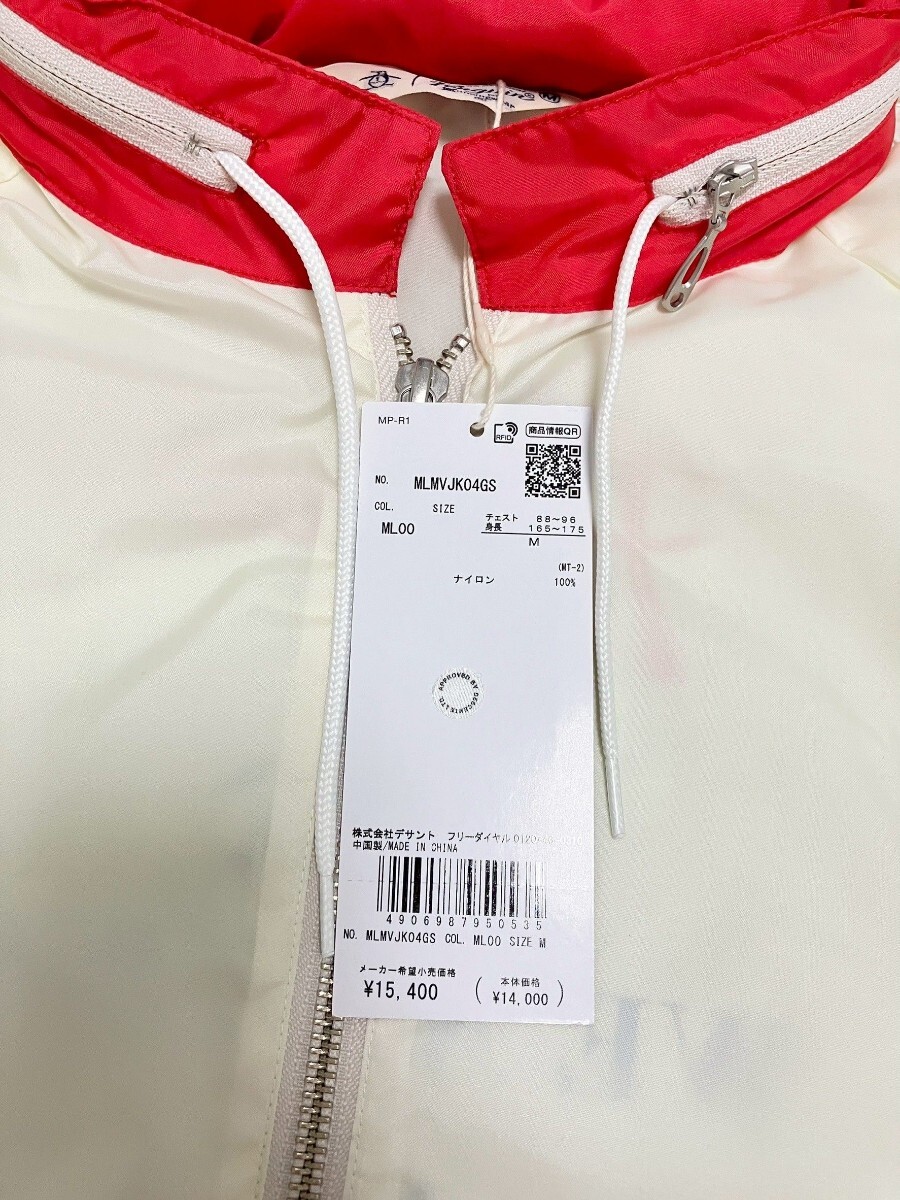 M
MP-R1
RFID
商品情報QR
NO. MLMVJK04GS
COL. SIZE
ML00
チェスト 88~96
身長 165~175
M
(MT-2)
ナイロン 100%
APPROVED BY DESCENTE LTD.
株式会社デサント フリーダイヤル
中国製/MADE IN CHINA
4906987950535
NO. MLMVJK04GS COL. ML00 SIZE M
メーカー希望小売価格
¥15,400
(本体価格
¥14,000)